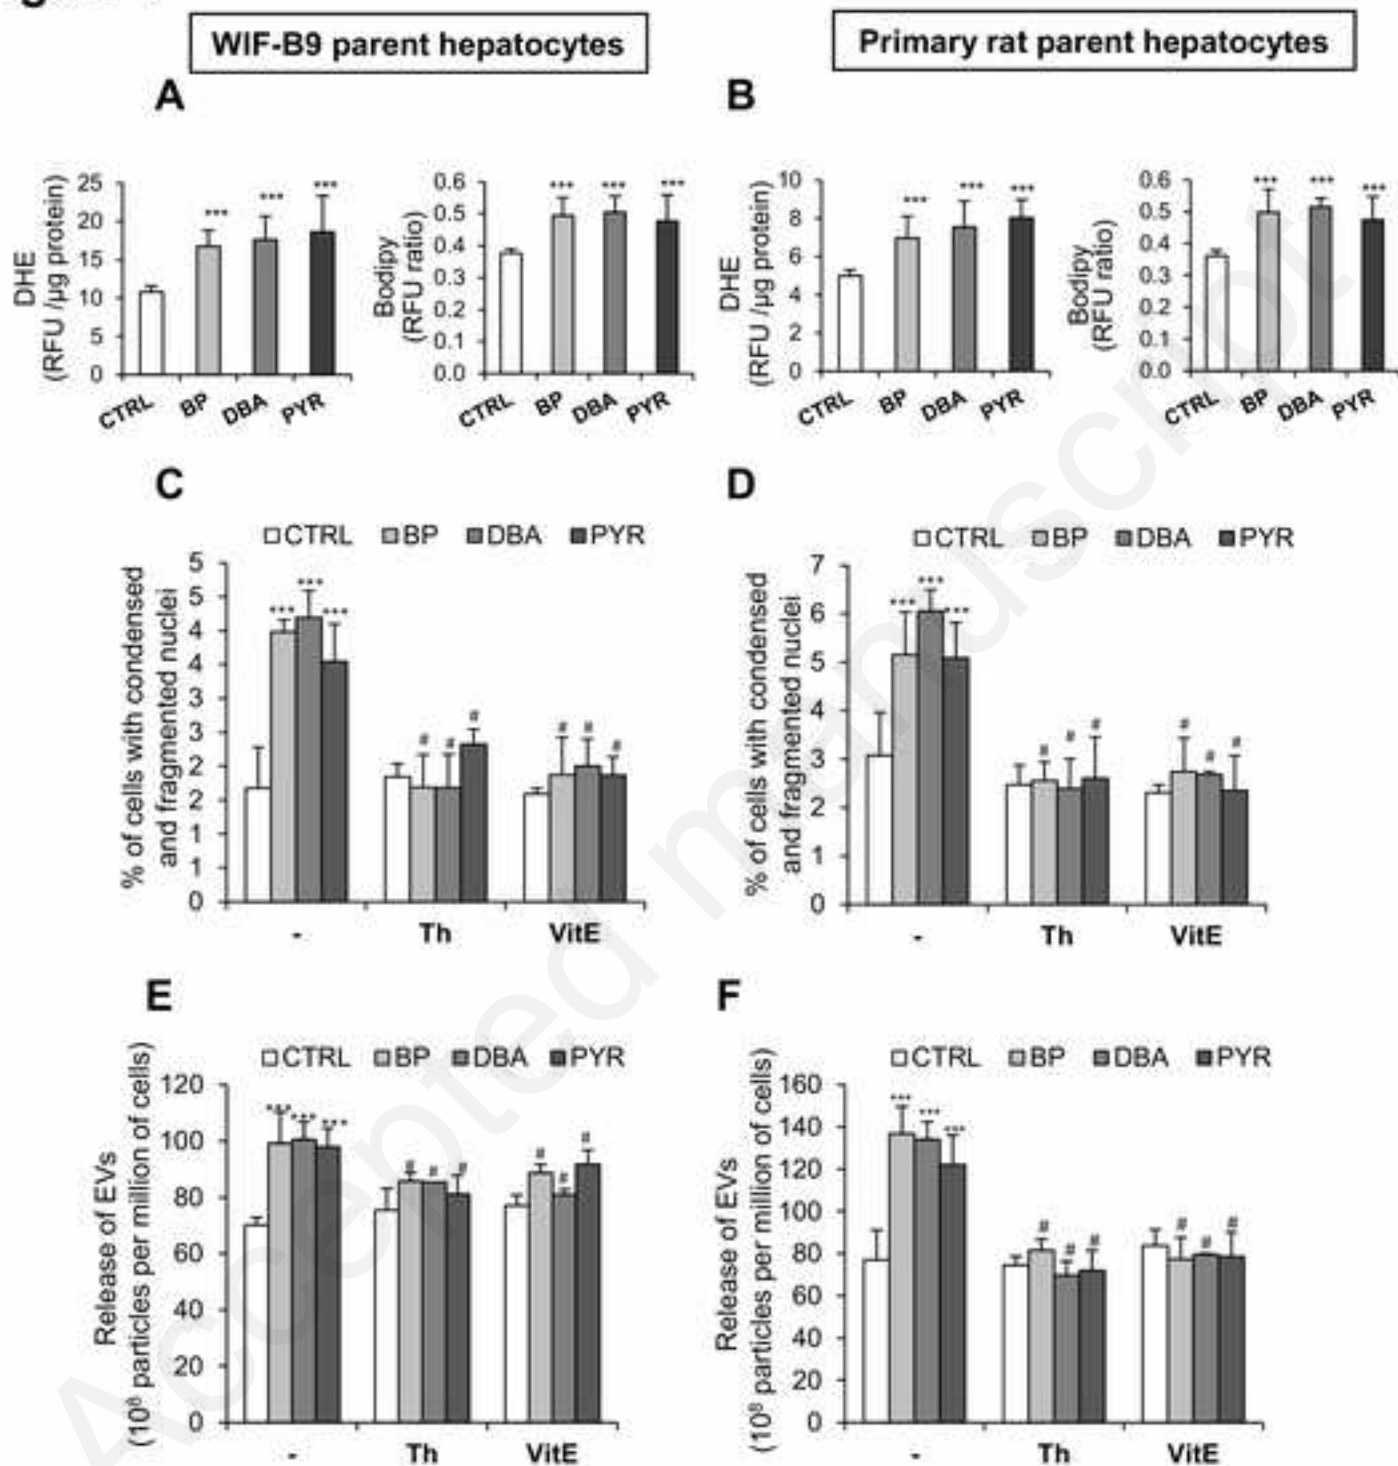 WIF-B9 parent hepatocytes
Primary rat parent hepatocytes
A
B
DHE
(RFU /µg protein)
25
20
15
10
5
0
***
***
***
CTRL
BP
DBA
PYR
Bodipy
(RFU ratio)
0.6
0.5
0.4
0.3
0.2
0.1
0.0
***
***
***
CTRL
BP
DBA
PYR
DHE
(RFU /µg protein)
10
8
6
4
2
0
***
***
***
CTRL
BP
DBA
PYR
Bodipy
(RFU ratio)
0.6
0.5
0.4
0.3
0.2
0.1
0.0
***
***
***
CTRL
BP
DBA
PYR
C
CTRL BP DBA PYR
% of cells with condensed
and fragmented nuclei
5
5
4
4
3
3
2
2
1
1
0
***
***
***
# # #
# # #
- Th VitE
D
CTRL BP DBA PYR
% of cells with condensed
and fragmented nuclei
7
6
5
4
3
2
1
0
***
***
***
# # #
# # #
- Th VitE
E
CTRL BP DBA PYR
Release of EVs
(10⁸ particles per million of cells)
120
100
80
60
40
20
0
***
***
***
# # #
# # #
- Th VitE
F
CTRL BP DBA PYR
Release of EVs
(10⁸ particles per million of cells)
160
140
120
100
80
60
40
20
0
***
***
***
# # #
# # #
- Th VitE
Accepted manuscript